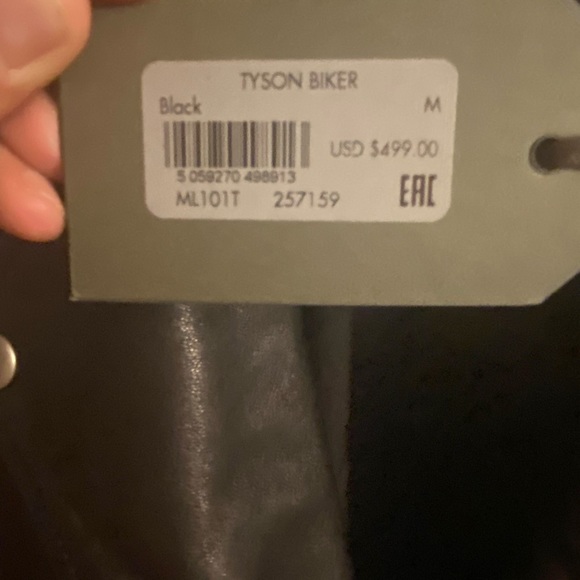 TYSON BIKER
Black M
USD $499.00
5 059270 498913
ML101T 257159 EAC